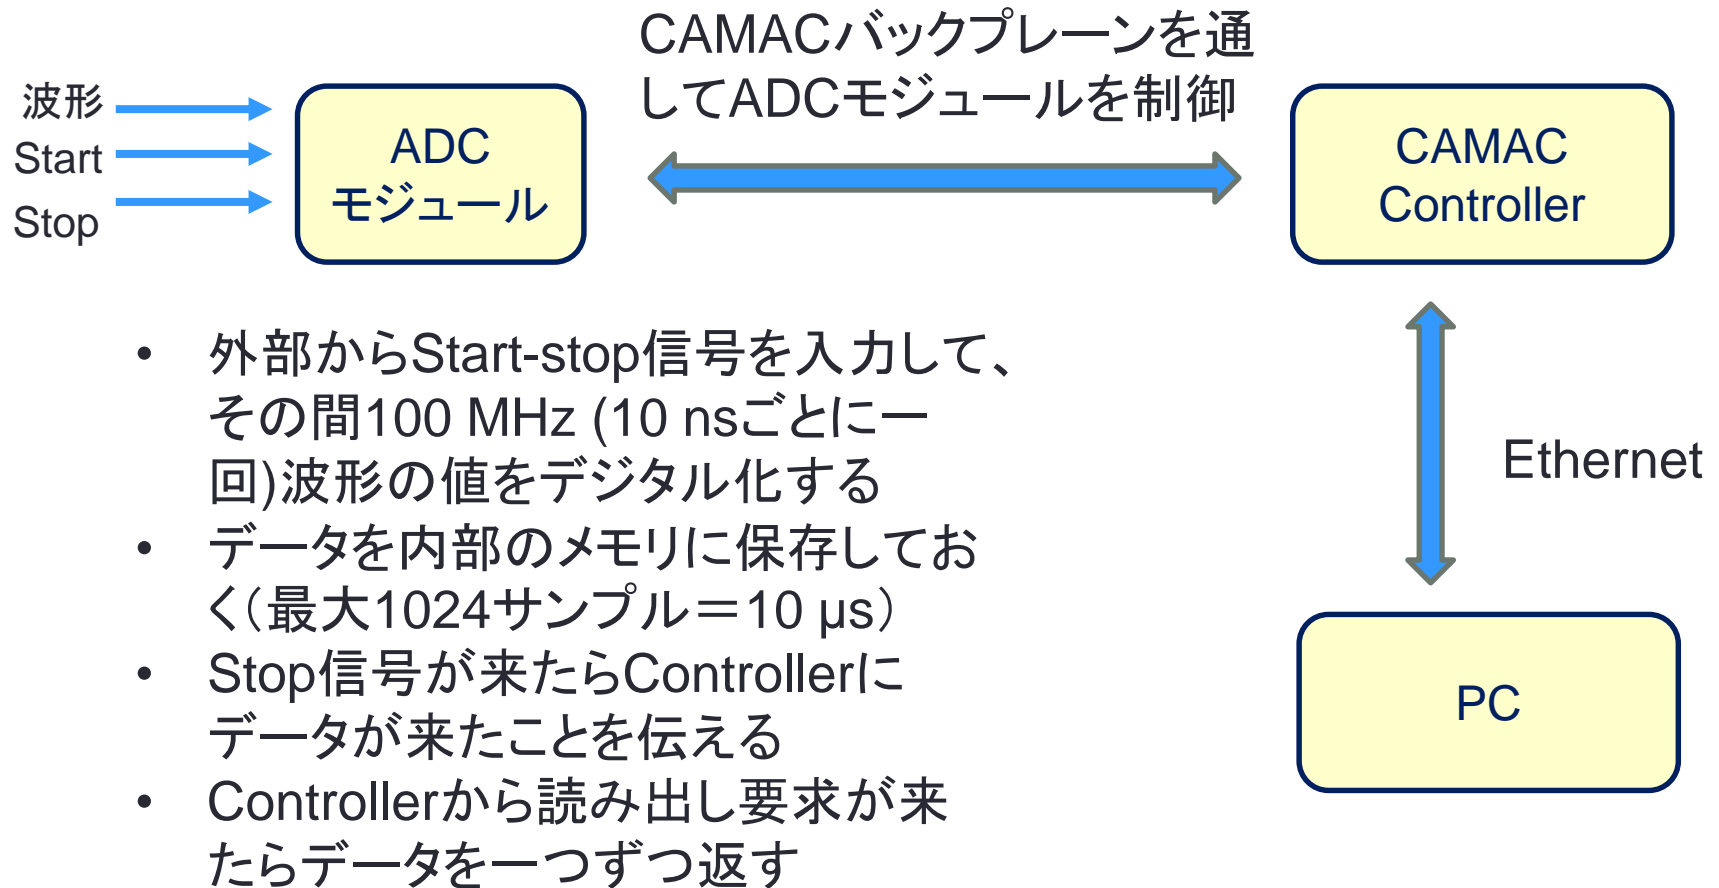 CAMACバックプレーンを通
してADCモジュールを制御
波形
Start
Stop
ADC
モジュール
CAMAC
Controller
• 外部からStart-stop信号を入力して、
その間100 MHz (10 nsごとに一
回)波形の値をデジタル化する
• データを内部のメモリに保存してお
く（最大1024サンプル＝10 μs）
• Stop信号が来たらControllerに
データが来たことを伝える
• Controllerから読み出し要求が来
たらデータを一つずつ返す
Ethernet
PC